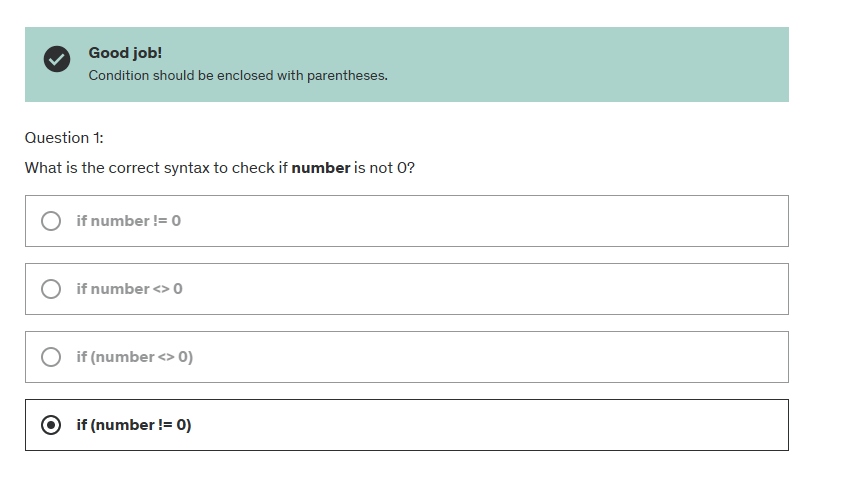 Good job!
Condition should be enclosed with parentheses.
Question 1:
What is the correct syntax to check if number is not 0?
if number != 0
if number <> 0
if (number <> 0)
if (number != 0)